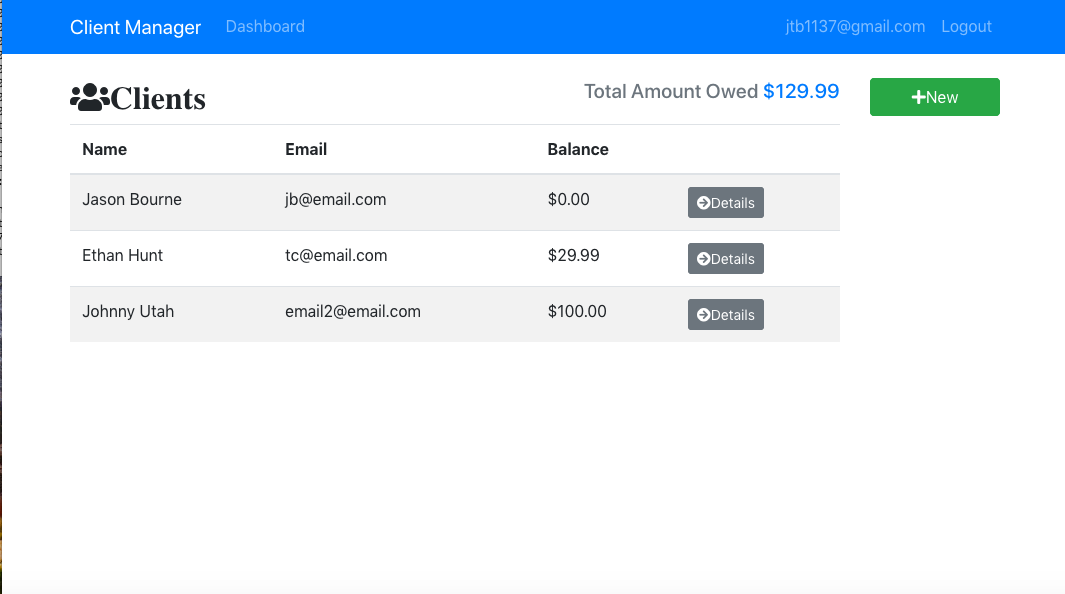 Client Manager Dashboard jtb1137@gmail.com Logout
Clients Total Amount Owed $129.99 New
Name Email Balance
Jason Bourne jb@email.com $0.00 Details
Ethan Hunt tc@email.com $29.99 Details
Johnny Utah email2@email.com $100.00 Details